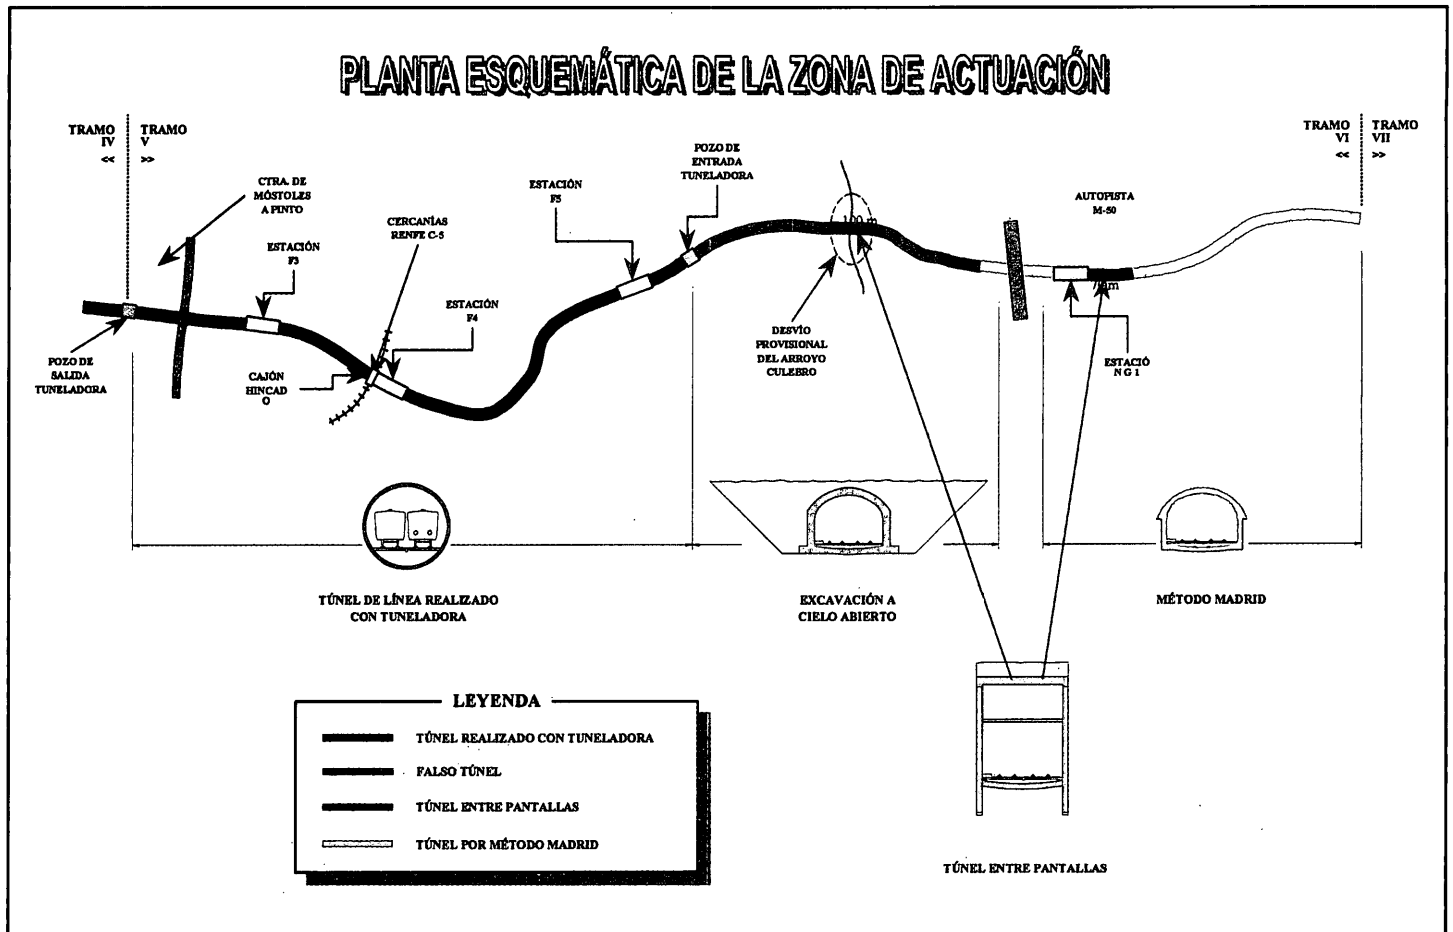 PLANTA ESQUEMÁTICA DE LA ZONA DE ACTUACIÓN
TRAMO
IV
<<
TRAMO
V
>>
CTRA. DE
MÓSTOLES
A PINTO
ESTACIÓN
F3
CERCANÍAS
RENFE C-5
ESTACIÓN
F4
ESTACIÓN
F5
POZO DE
ENTRADA
TUNELADORA
100 m
AUTOPISTA
M-50
TRAMO
VI
<<
TRAMO
VII
>>
POZO DE
SALIDA
TUNELADORA
CAJÓN
HINCAD
O
DESVÍO
PROVISIONAL
DEL ARROYO
CULEBRO
ESTACIÓ
N G 1
TÚNEL DE LÍNEA REALIZADO
CON TUNELADORA
EXCAVACIÓN A
CIELO ABIERTO
MÉTODO MADRID
LEYENDA
TÚNEL REALIZADO CON TUNELADORA
FALSO TÚNEL
TÚNEL ENTRE PANTALLAS
TÚNEL POR MÉTODO MADRID
TÚNEL ENTRE PANTALLAS